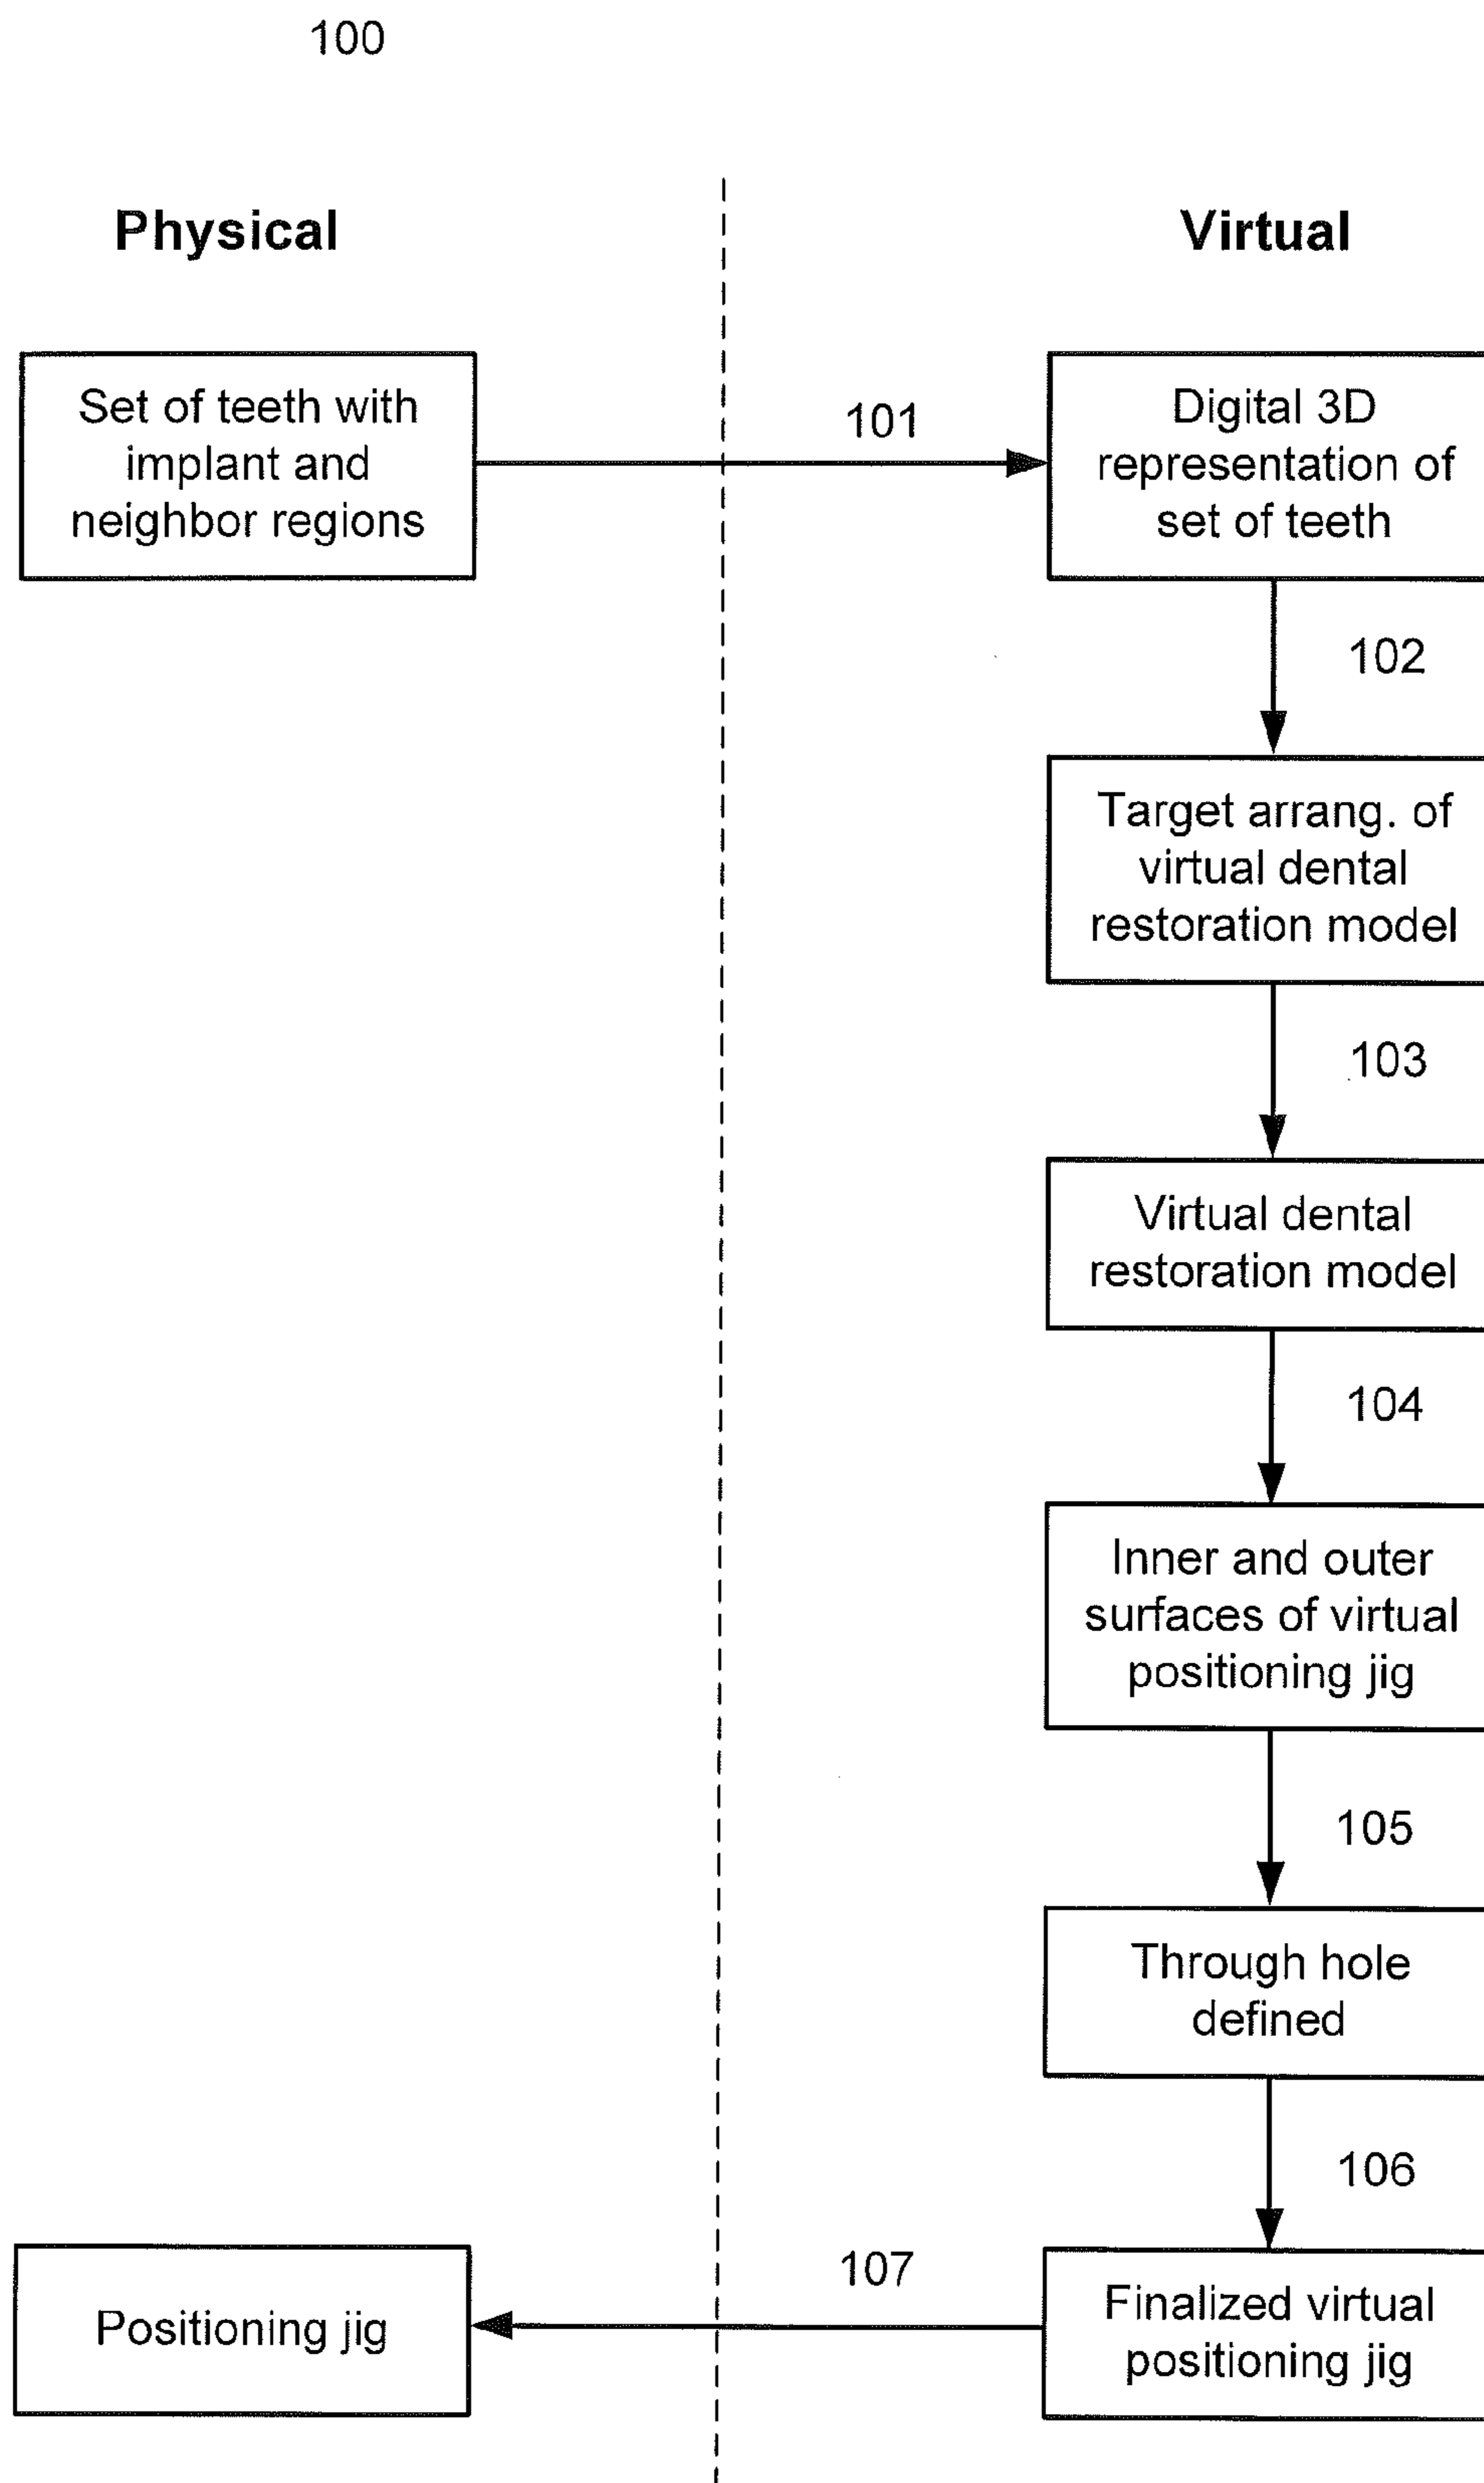 100
Physical
Virtual
Set of teeth with
implant and
neighbor regions
101
Digital 3D
representation of
set of teeth
102
Target arrang. of
virtual dental
restoration model
103
Virtual dental
restoration model
104
Inner and outer
surfaces of virtual
positioning jig
105
Through hole
defined
106
Finalized virtual
positioning jig
107
Positioning jig